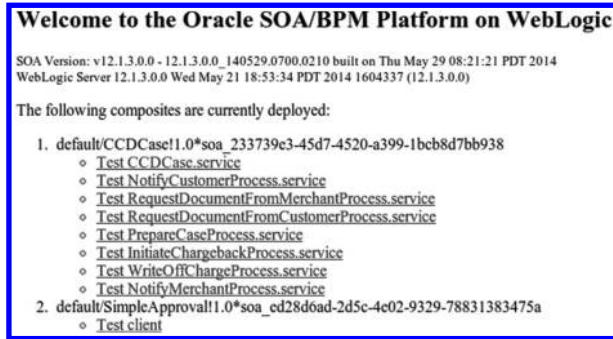 Welcome to the Oracle SOA/BPM Platform on WebLogic
SOA Version: v12.1.3.0.0 - 12.1.3.0.0_140529.0700.0210 built on Thu May 29 08:21:21 PDT 2014
WebLogic Server 12.1.3.0.0 Wed May 21 18:53:34 PDT 2014 1604337 (12.1.3.0.0)
The following composites are currently deployed:
1. default/CCDCase!1.0*soa_233739e3-45d7-4520-a399-1bcb8d7bb938
Test CCDCase.service
Test NotifyCustomerProcess.service
Test RequestDocumentFromMerchantProcess.service
Test RequestDocumentFromCustomerProcess.service
Test PrepareCaseProcess.service
Test InitiateChargebackProcess.service
Test WriteOffChargeProcess.service
Test NotifyMerchantProcess.service
2. default/SimpleApproval!1.0*soa_ed28d6ad-2d5c-4e02-9329-78831383475a
Test client